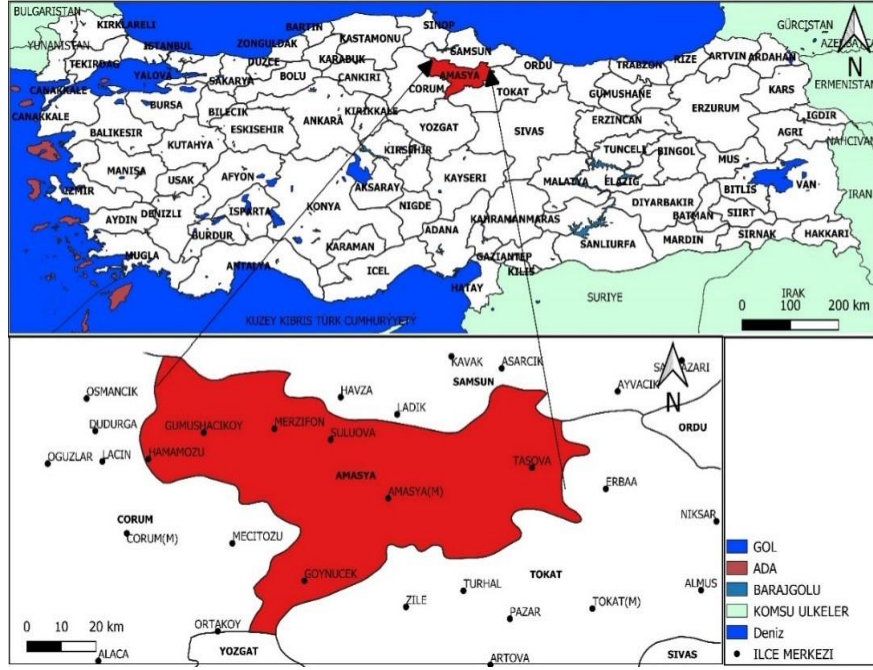 BULGARISTAN
KIRKLARELI
YUNANISTAN
TEKIRDAG
ISTANBUL
CANAKKALE
YALOVA
CANAKKALE
BURSA
BALIKESIR
ZONGULDAK
BARTIN
KASTAMONU
SINOP
DUZCE
KARABUK
SAKARYA
BOLU
CANKIRI
BILECIK
ESKISEHIR
ANKARA
KIRIKKALE
CORUM
AMASYA
SAMSUN
ORDU
TOKAT
GUMUSHANE
TRABZON
RIZE
ARTVIN
ARDAHAN
GÜRCISTAN
KARS
ERMENISTAN
IGDIR
NAHCIVAN
AGRI
ERZURUM
ERZINCAN
SIVAS
YOZGAT
KIRSEHIR
KUTAHYA
MANISA
USAK
AFYON
IZMIR
AYDIN
DENIZLI
ISPARTA
BURDUR
MUGLA
ANTALYA
KONYA
AKSARAY
NIGDE
KAYSERI
KARAMAN
ICEL
ADANA
KAHRAMANMARAS
MALATYA
TUNCELI
ELAZIG
BINGOL
MUS
BITLIS
VAN
IRAN
DIYARBAKIR
BATMAN
SIIRT
SIRNAK
HAKKARI
MARDIN
SANLIURFA
GAZIANTEP
KILIS
HATAY
SURIYE
IRAK
KUZEY KIBRIS TÜRK CUMHURÝYETÝ
N
0 100 200 km
OSMANCIK
DUDURGA
OGUZLAR
LACIN
HAMAMOZU
GUMUSHACIKOY
MERZIFON
SULUOVA
HAVZA
LADIK
KAVAK
ASARCIK
SAMSUN
AYVACIK
N
ORDU
AMASYA
AMASYA(M)
TASOVA
ERBAA
NIKSAR
CORUM
CORUM(M)
MECITOZU
GOYNUCEK
TOKAT
TURHAL
ZILE
PAZAR
TOKAT(M)
ALMUS
ORTAKOY
ALACA
YOZGAT
ARTOVA
SIVAS
0 10 20 km
GOL
ADA
BARAJGOLU
KOMSU ULKELER
Deniz
ILCE MERKEZI